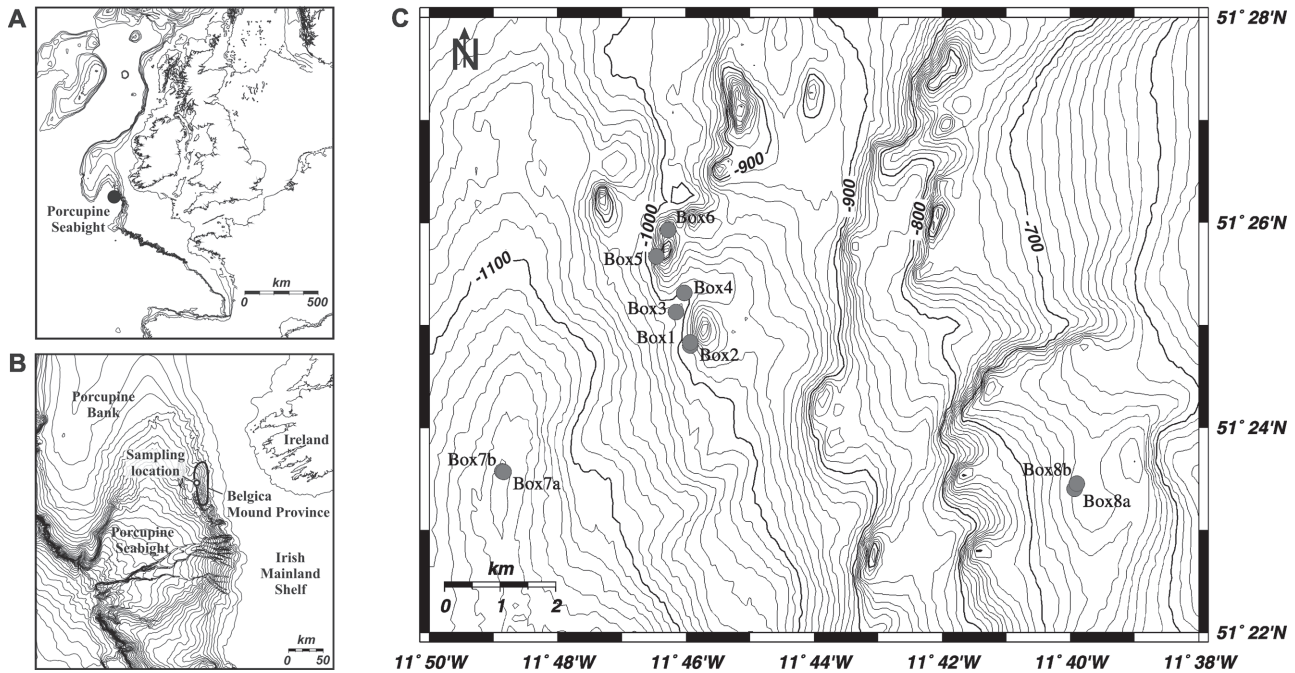 A
Porcupine
Seabight
km
0 500
B
Porcupine
Bank
Ireland
Sampling
location
Belgica
Mound Province
Porcupine
Seabight
Irish
Mainland
Shelf
km
0 50
C
N
51° 28'N
-900
-900
-800
51° 26'N
Box6
-1000
-700
Box5
-1100
Box4
Box3
Box1
Box2
51° 24'N
Box7b
Box7a
Box8b
Box8a
km
0 1 2
51° 22'N
11° 50'W 11° 48'W 11° 46'W 11° 44'W 11° 42'W 11° 40'W 11° 38'W